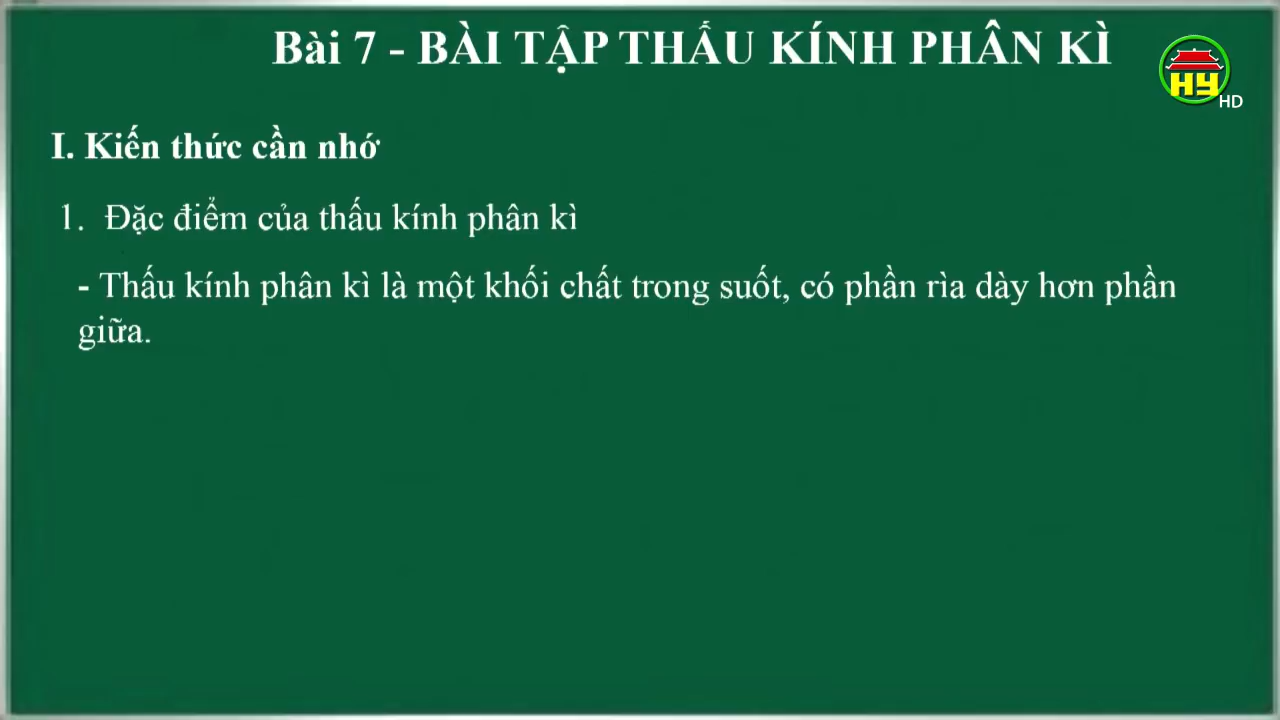 Bài 7 - BÀI TẬP THẤU KÍNH PHÂN KÌ
HY
HD
I. Kiến thức cần nhớ
1. Đặc điểm của thấu kính phân kì
- Thấu kính phân kì là một khối chất trong suốt, có phần rìa dày hơn phần
giữa.